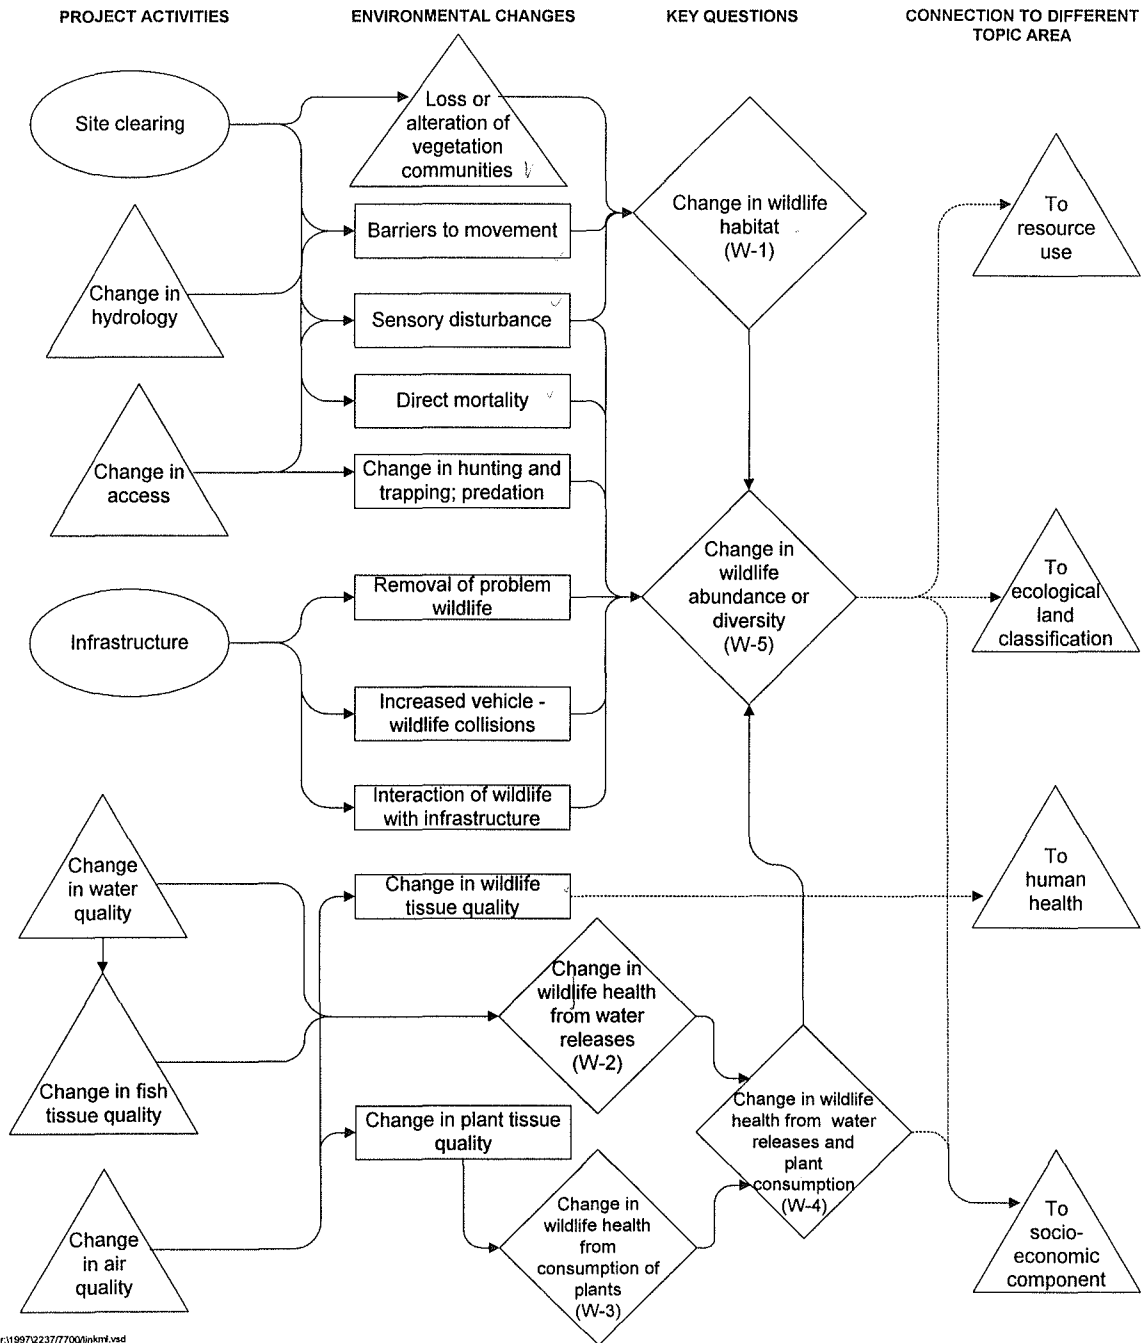 PROJECT ACTIVITIES
ENVIRONMENTAL CHANGES
KEY QUESTIONS
CONNECTION TO DIFFERENT
TOPIC AREA
Site clearing
Loss or
alteration of
vegetation
communities
Change in wildlife
habitat
(W-1)
To
resource
use
Barriers to movement
Change in
hydrology
Sensory disturbance
Direct mortality
Change in
access
Change in hunting and
trapping; predation
Change in
wildlife
abundance or
diversity
(W-5)
To
ecological
land
classification
Removal of problem
wildlife
Infrastructure
Increased vehicle -
wildlife collisions
Interaction of wildlife
with infrastructure
Change
in water
quality
Change in wildlife
tissue quality
To
human
health
Change in
wildlife health
from water
releases
(W-2)
Change in fish
tissue quality
Change in plant tissue
quality
Change in wildlife
health from water
releases and
plant
consumption
(W-4)
Change
in air
quality
Change in
wildlife health
from
consumption of
plants
(W-3)
To
socio-
economic
component
r:\1997\2237\7700\linkml.vsd